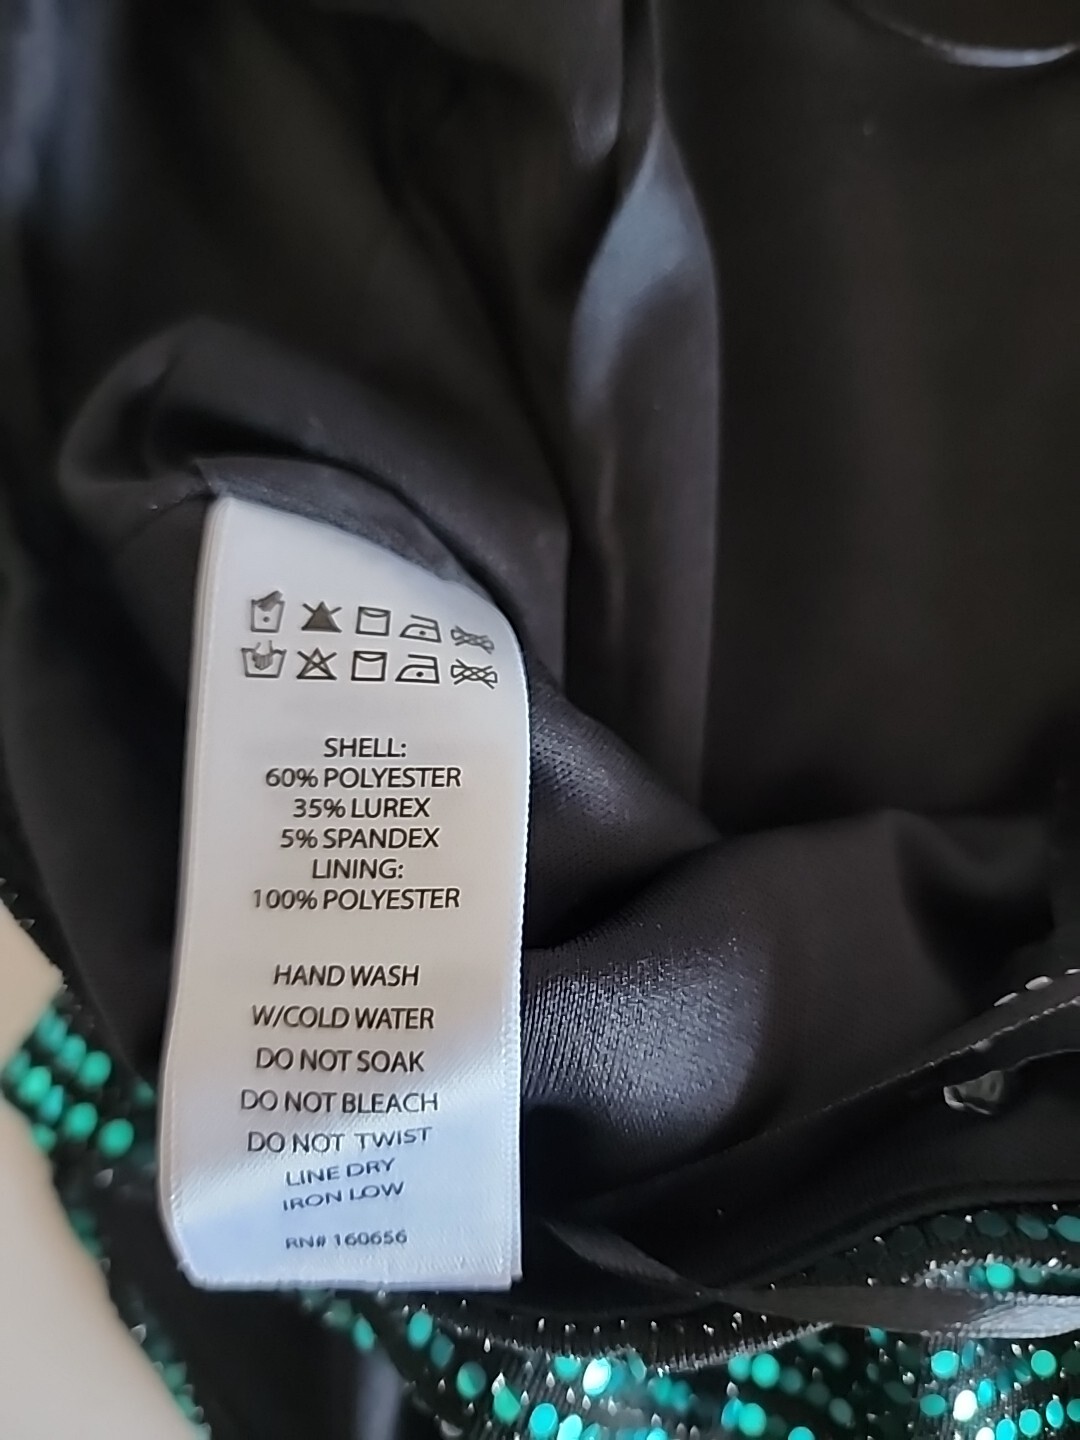 SHELL:
60% POLYESTER
35% LUREX
5% SPANDEX
LINING:
100% POLYESTER
HAND WASH
W/COLD WATER
DO NOT SOAK
DO NOT BLEACH
DO NOT TWIST
LINE DRY
IRON LOW
RN# 160656